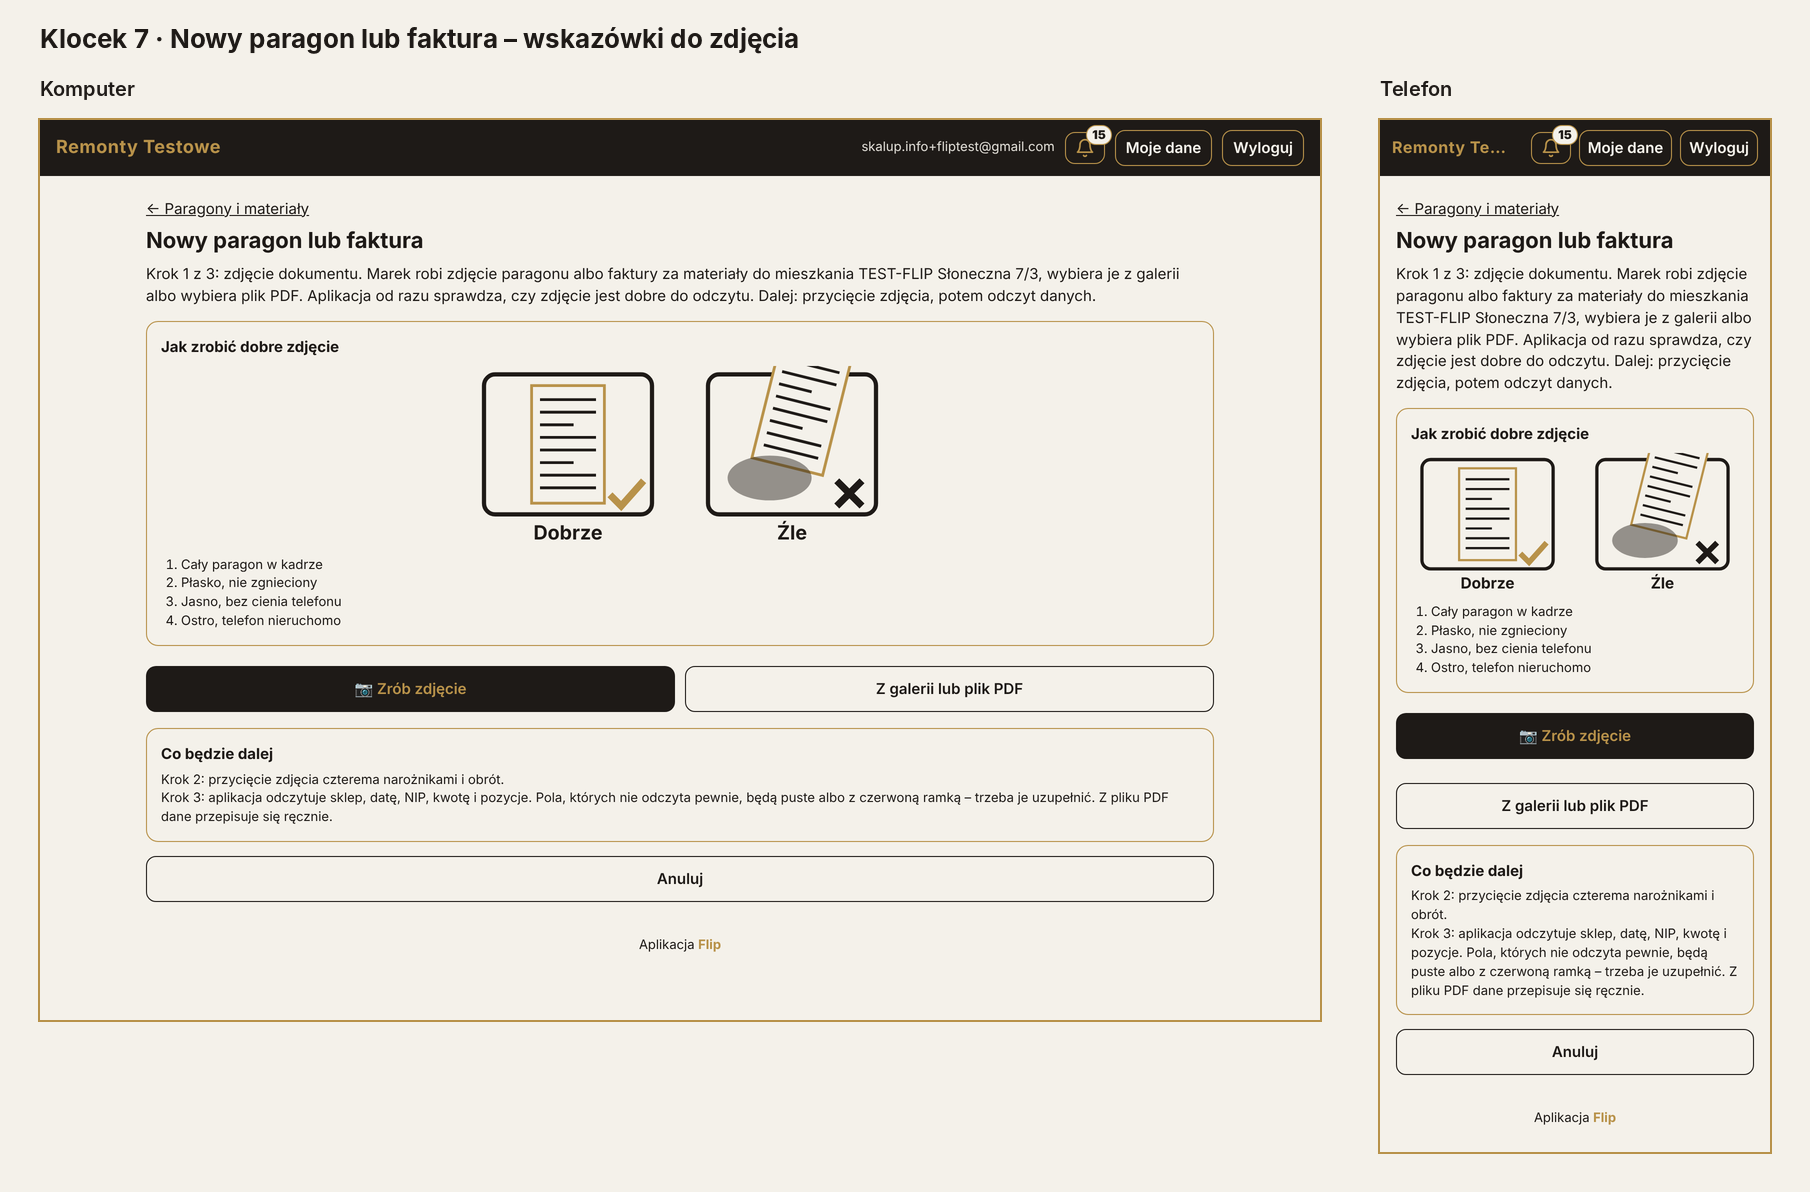 Klocek 7 · Nowy paragon lub faktura – wskazówki do zdjęcia
Komputer
Remonty Testowe
skalup.info+fliptest@gmail.com
15
Moje dane
Wyloguj
← Paragony i materiały
Nowy paragon lub faktura
Krok 1 z 3: zdjęcie dokumentu. Marek robi zdjęcie paragonu albo faktury za materiały do mieszkania TEST-FLIP Słoneczna 7/3, wybiera je z galerii
albo wybiera plik PDF. Aplikacja od razu sprawdza, czy zdjęcie jest dobre do odczytu. Dalej: przycięcie zdjęcia, potem odczyt danych.
Jak zrobić dobre zdjęcie
Dobrze
Źle
1. Cały paragon w kadrze
2. Płasko, nie zgnieciony
3. Jasno, bez cienia telefonu
4. Ostro, telefon nieruchomo
Zrób zdjęcie
Z galerii lub plik PDF
Co będzie dalej
Krok 2: przycięcie zdjęcia czterema narożnikami i obrót.
Krok 3: aplikacja odczytuje sklep, datę, NIP, kwotę i pozycje. Pola, których nie odczyta pewnie, będą puste albo z czerwoną ramką – trzeba je uzupełnić. Z pliku PDF
dane przepisuje się ręcznie.
Anuluj
Aplikacja Flip
Telefon
Remonty Te...
15
Moje dane
Wyloguj
← Paragony i materiały
Nowy paragon lub faktura
Krok 1 z 3: zdjęcie dokumentu. Marek robi zdjęcie
paragonu albo faktury za materiały do mieszkania
TEST-FLIP Słoneczna 7/3, wybiera je z galerii albo
wybiera plik PDF. Aplikacja od razu sprawdza, czy
zdjęcie jest dobre do odczytu. Dalej: przycięcie
zdjęcia, potem odczyt danych.
Jak zrobić dobre zdjęcie
Dobrze
Źle
1. Cały paragon w kadrze
2. Płasko, nie zgnieciony
3. Jasno, bez cienia telefonu
4. Ostro, telefon nieruchomo
Zrób zdjęcie
Z galerii lub plik PDF
Co będzie dalej
Krok 2: przycięcie zdjęcia czterema narożnikami i
obrót.
Krok 3: aplikacja odczytuje sklep, datę, NIP, kwotę i
pozycje. Pola, których nie odczyta pewnie, będą
puste albo z czerwoną ramką – trzeba je uzupełnić. Z
pliku PDF dane przepisuje się ręcznie.
Anuluj
Aplikacja Flip